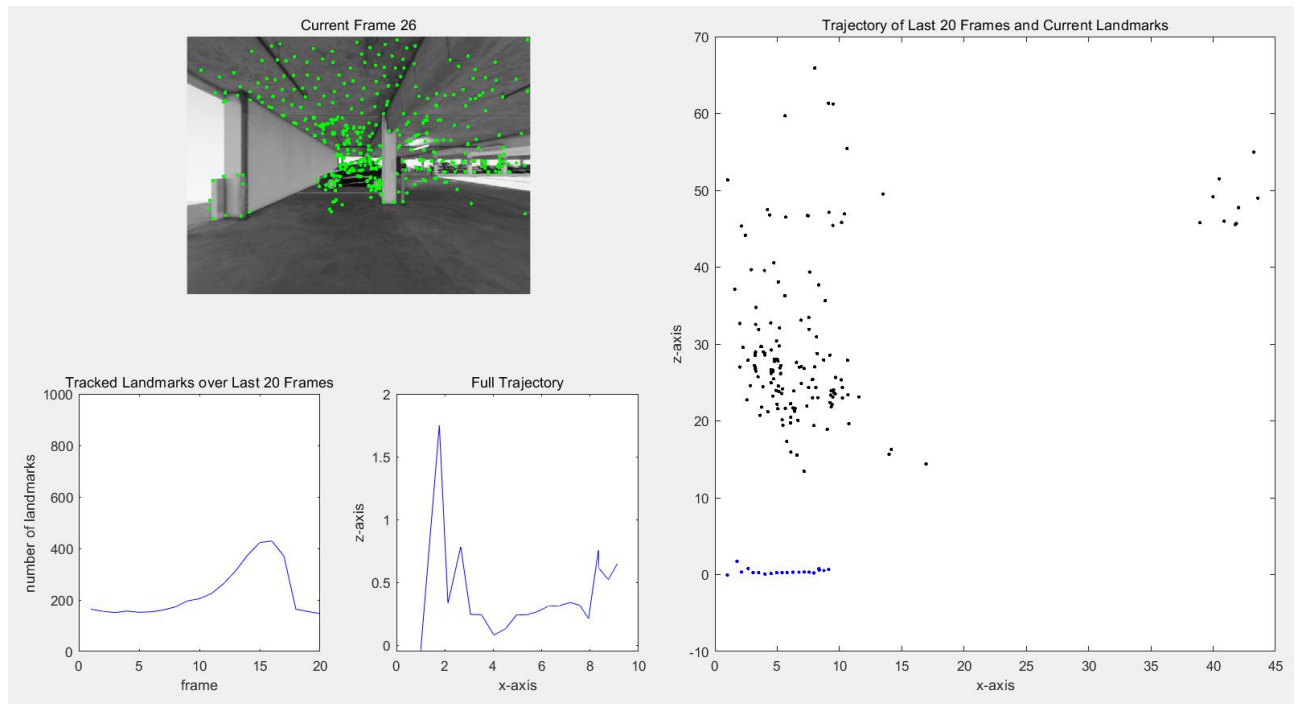 Current Frame 26
Trajectory of Last 20 Frames and Current Landmarks
70
60
50
40
30
20
10
0
-10
z-axis
0 5 10 15 20 25 30 35 40 45
x-axis
Tracked Landmarks over Last 20 Frames
1000
800
600
400
200
0
number of landmarks
0 5 10 15 20
frame
Full Trajectory
2
1.5
1
0.5
0
z-axis
0 2 4 6 8 10
x-axis